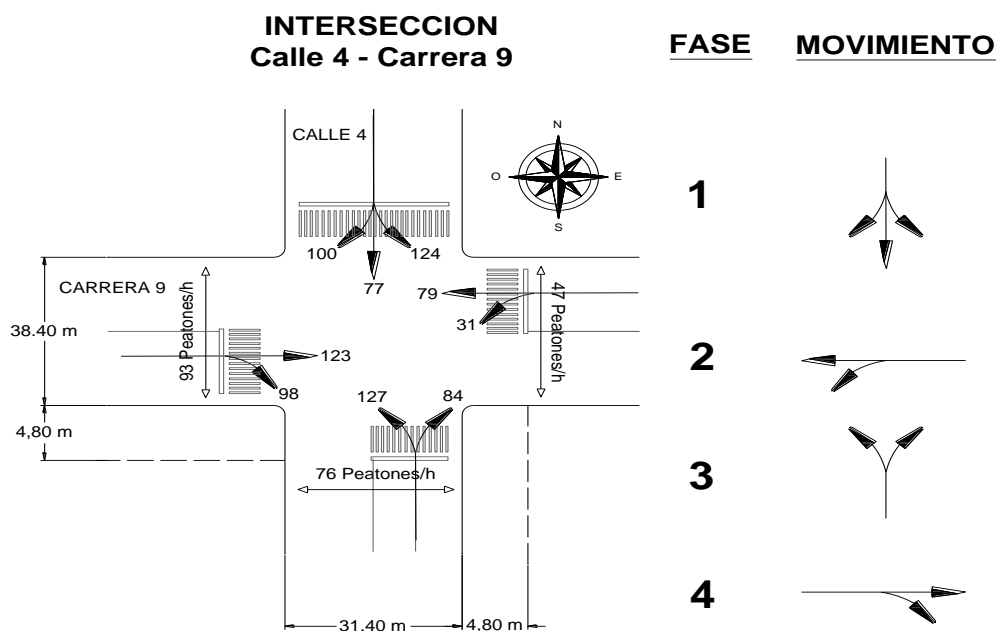 INTERSECCION
Calle 4 - Carrera 9
FASE
MOVIMIENTO
CALLE 4
N
O
E
S
1
100
124
77
CARRERA 9
79
31
47 Peatones/h
38.40 m
93 Peatones/h
123
98
2
127
84
4,80 m
76 Peatones/h
3
4
31.40 m
4,80 m